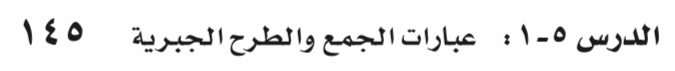 الدرس ٥-١ : عبارات الجمع والطرح الجبرية ١٤٥